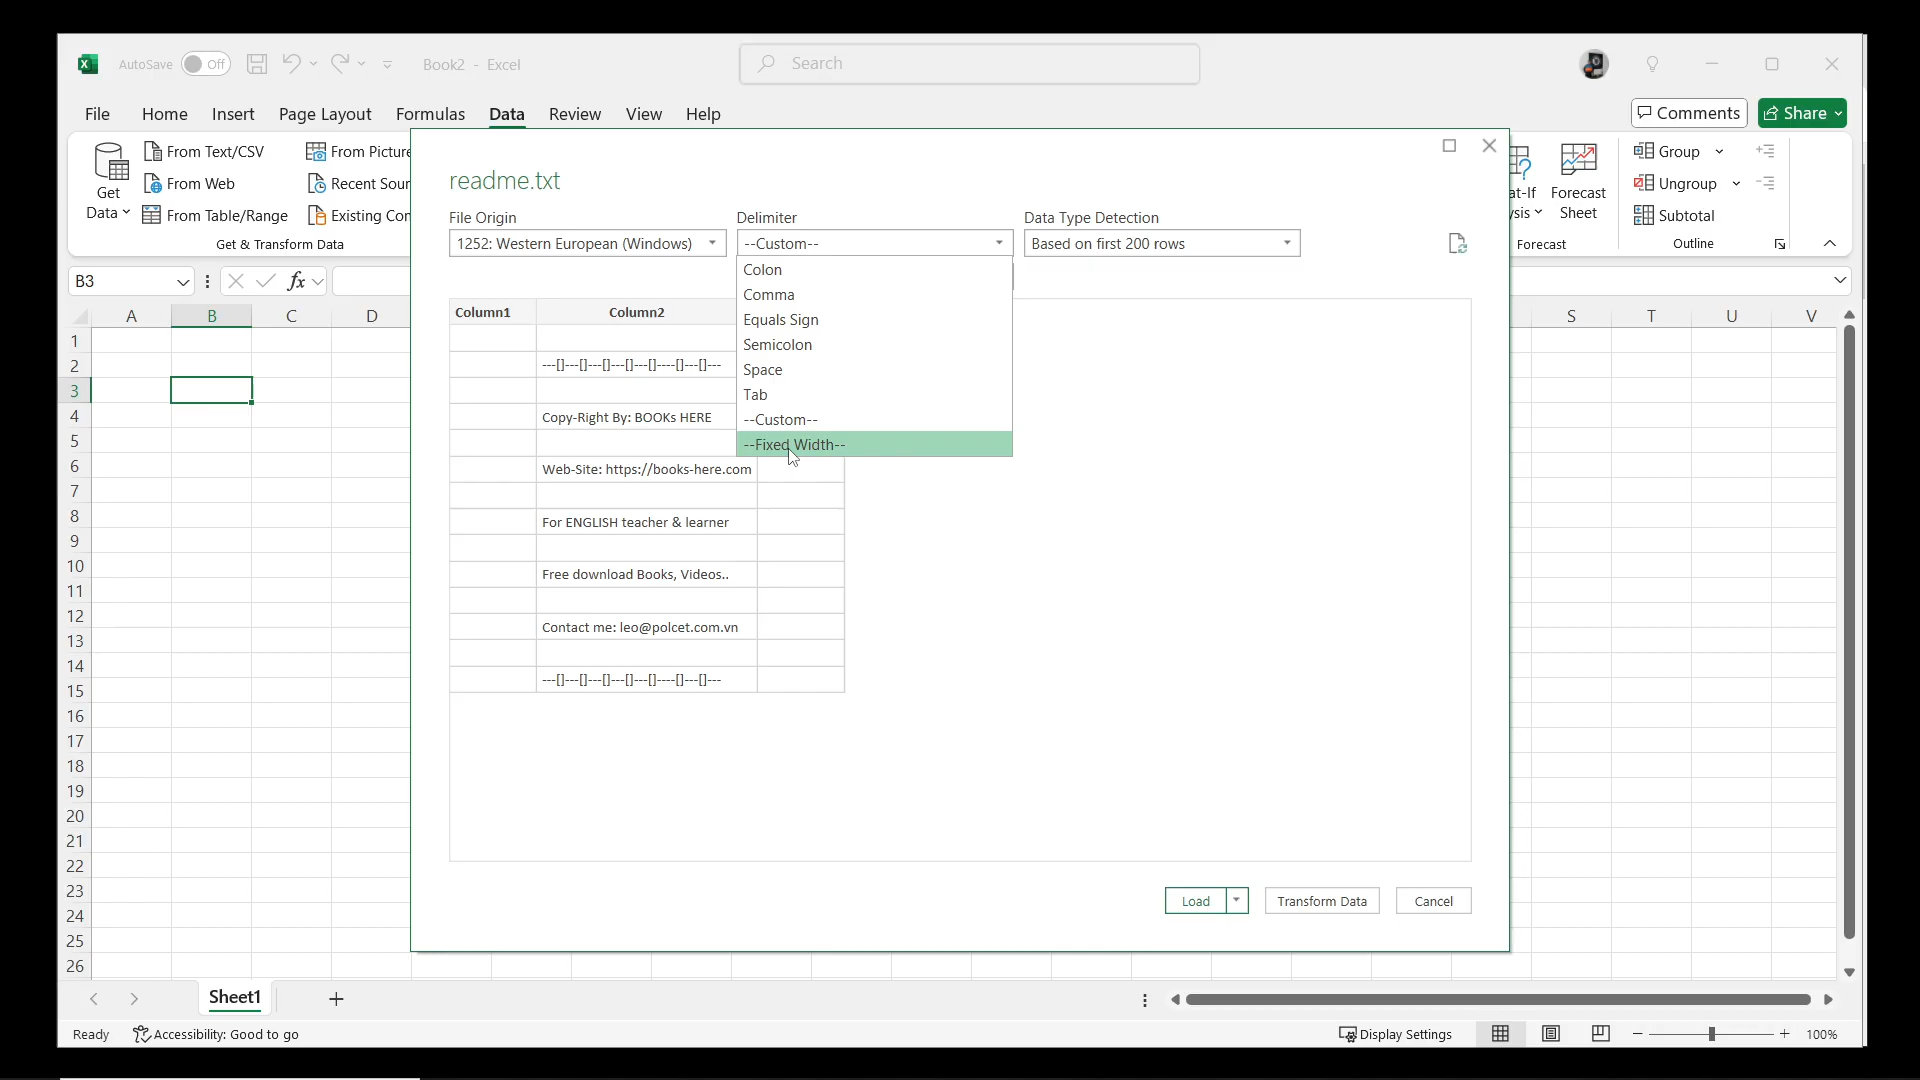 AutoSave Off Book2 - Excel Search
File Home Insert Page Layout Formulas Data Review View Help Comments Share
Get Data
From Text/CSV
From Web
From Table/Range
From Picture
Recent Sour
Existing Con
Get & Transform Data
at-If
ysis
Forecast Sheet
Forecast
Group
Ungroup
Subtotal
Outline
B3 fx
A B C D S T U V
1
2
3
4
5
6
7
8
9
10
11
12
13
14
15
16
17
18
19
20
21
22
23
24
25
26
readme.txt
File Origin Delimiter Data Type Detection
1252: Western European (Windows) --Custom-- Based on first 200 rows
Colon
Comma
Equals Sign
Semicolon
Space
Tab
--Custom--
--Fixed Width--
Column1 Column2
---[]---[]---[]---[]---[]----[]---[]---
Copy-Right By: BOOKs HERE
Web-Site: https://books-here.com
For ENGLISH teacher & learner
Free download Books, Videos..
Contact me: leo@polcet.com.vn
---[]---[]---[]---[]---[]----[]---[]---
Load Transform Data Cancel
Sheet1
Ready Accessibility: Good to go Display Settings 100%